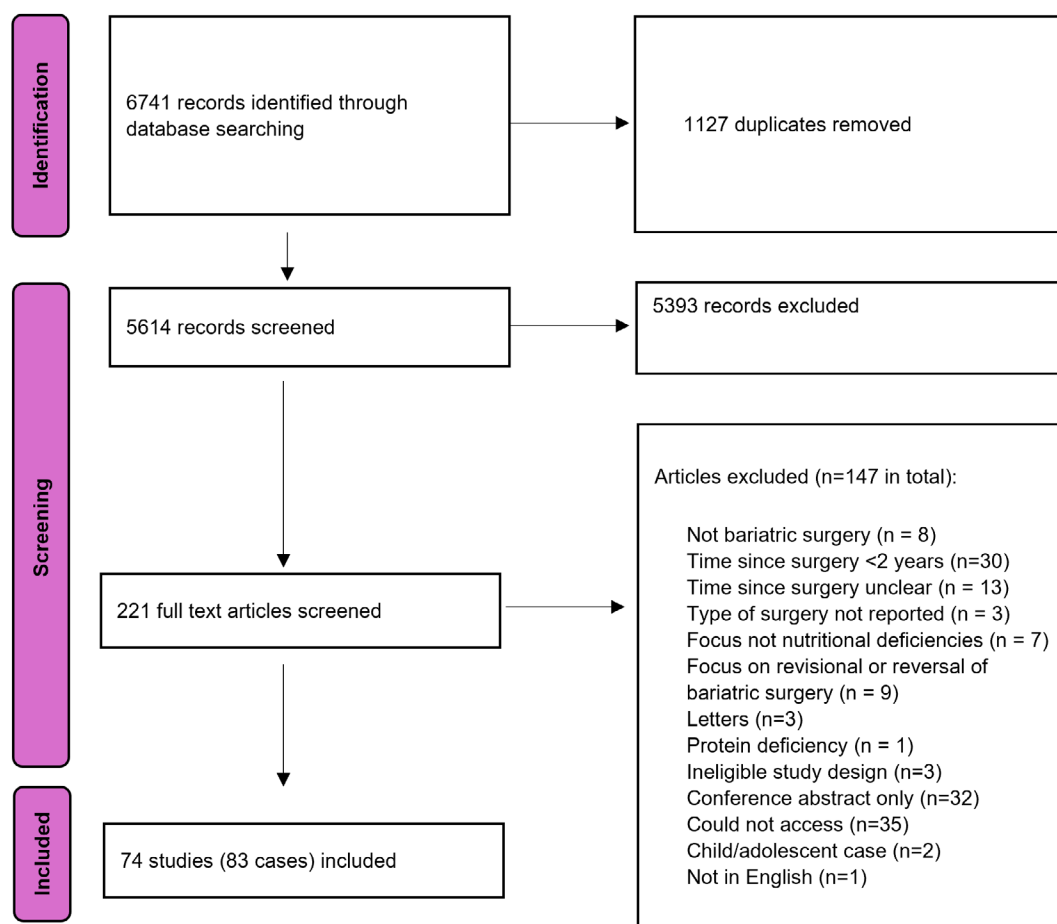 Identification
6741 records identified through
database searching
1127 duplicates removed
Screening
5614 records screened
5393 records excluded
221 full text articles screened
Articles excluded (n=147 in total):
Not bariatric surgery (n = 8)
Time since surgery <2 years (n=30)
Time since surgery unclear (n = 13)
Type of surgery not reported (n = 3)
Focus not nutritional deficiencies (n = 7)
Focus on revisional or reversal of
bariatric surgery (n = 9)
Letters (n=3)
Protein deficiency (n = 1)
Ineligible study design (n=3)
Conference abstract only (n=32)
Could not access (n=35)
Child/adolescent case (n=2)
Not in English (n=1)
Included
74 studies (83 cases) included